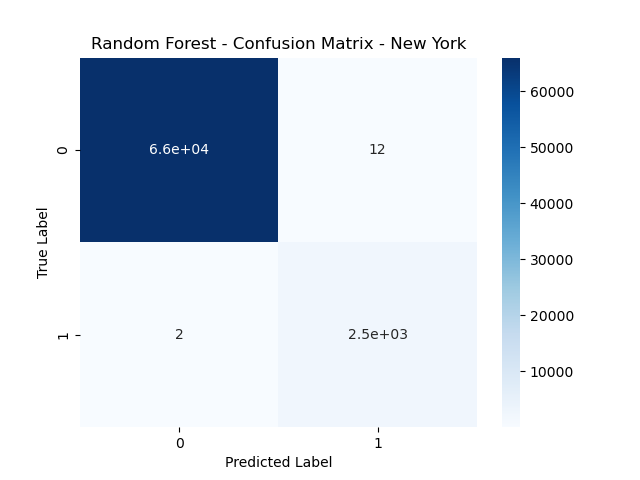 Random Forest - Confusion Matrix - New York
True Label
0
1
6.6e+04
12
2
2.5e+03
0
1
Predicted Label
60000
50000
40000
30000
20000
10000